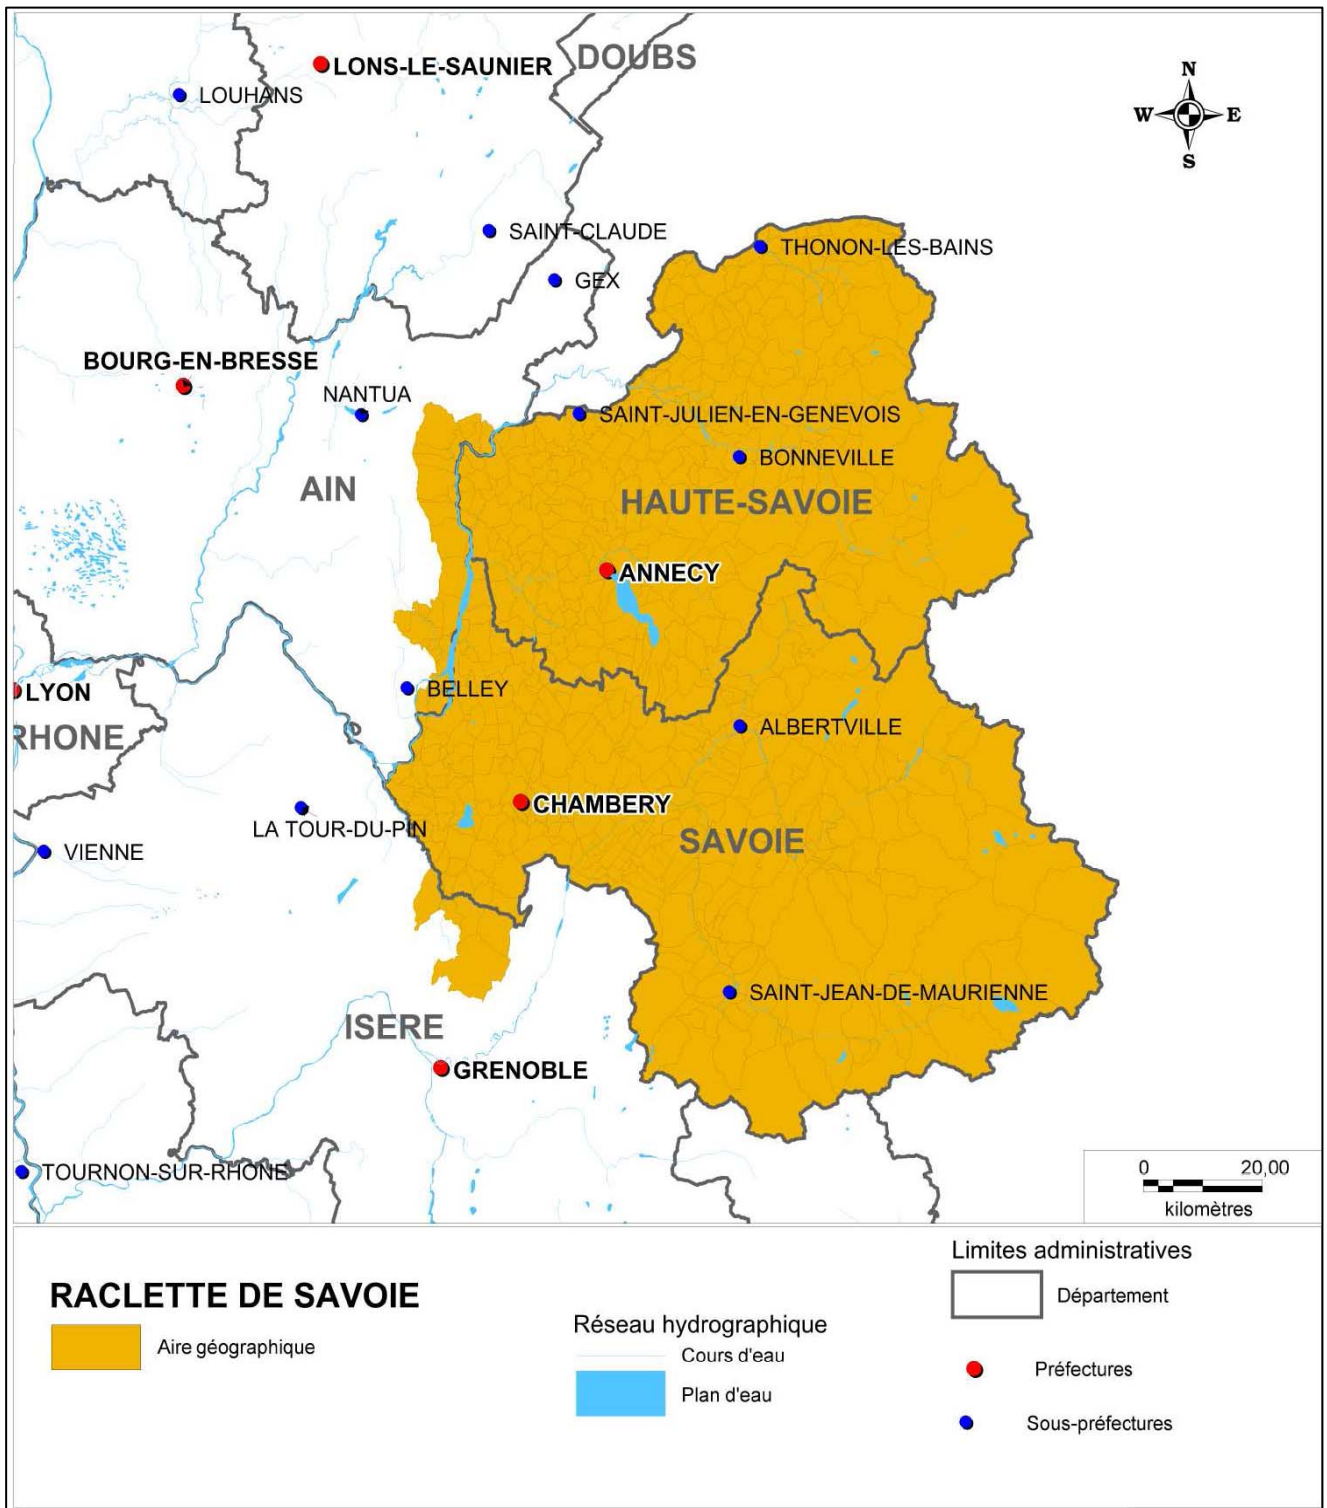 DOUBS
LONS-LE-SAUNIER
LOUHANS
N
W E
S
SAINT-CLAUDE
THONON-LES-BAINS
GEX
BOURG-EN-BRESSE
NANTUA
SAINT-JULIEN-EN-GENEVOIS
BONNEVILLE
AIN
HAUTE-SAVOIE
ANNECY
BELLEY
LYON
RHONE
ALBERTVILLE
CHAMBERY
LA TOUR-DU-PIN
SAVOIE
VIENNE
SAINT-JEAN-DE-MAURIENNE
ISERE
GRENOBLE
TOURNON-SUR-RHONE
0 20,00
kilomètres
RACLETTE DE SAVOIE
Aire géographique
Réseau hydrographique
Cours d'eau
Plan d'eau
Limites administratives
Département
Préfectures
Sous-préfectures